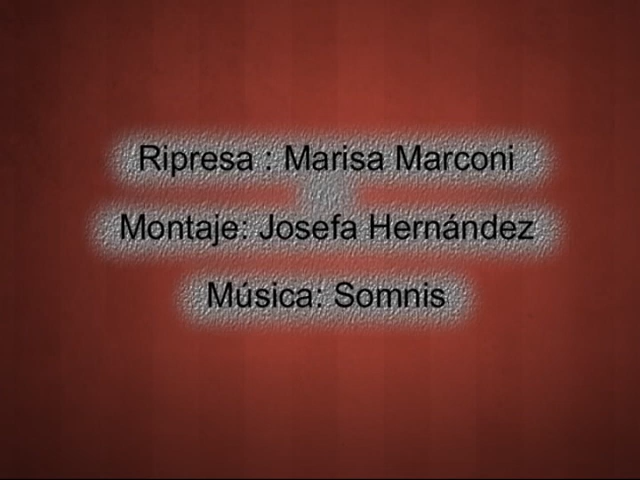 Ripresa : Marisa Marconi
Montaje: Josefa Hernández
Música: Somnis